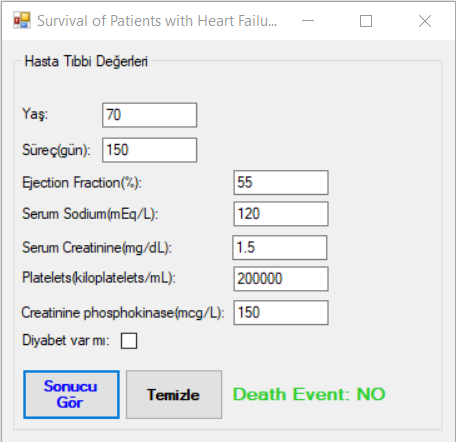 Survival of Patients with Heart Failu...
Hasta Tıbbi Değerleri
Yaş: 70
Süreç(gün): 150
Ejection Fraction(%): 55
Serum Sodium(mEq/L): 120
Serum Creatinine(mg/dL): 1.5
Platelets(kiloplatelets/mL): 200000
Creatinine phosphokinase(mcg/L): 150
Diyabet var mı:
Sonucu
Gör
Temizle
Death Event: NO